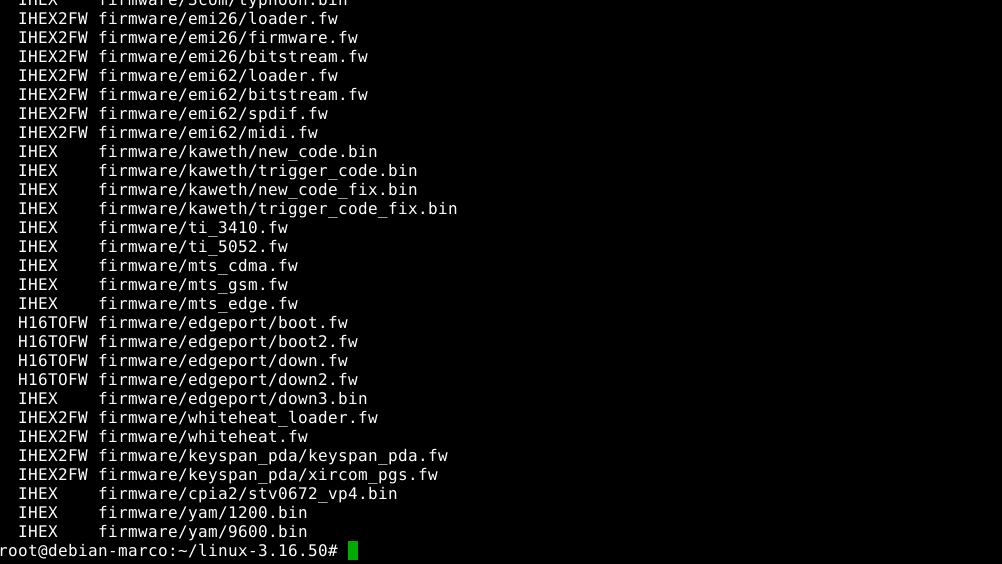 IHEX firmware/3com/typhoon.bin
IHEX2FW firmware/emi26/loader.fw
IHEX2FW firmware/emi26/firmware.fw
IHEX2FW firmware/emi26/bitstream.fw
IHEX2FW firmware/emi62/loader.fw
IHEX2FW firmware/emi62/bitstream.fw
IHEX2FW firmware/emi62/spdif.fw
IHEX2FW firmware/emi62/midi.fw
IHEX firmware/kaweth/new_code.bin
IHEX firmware/kaweth/trigger_code.bin
IHEX firmware/kaweth/new_code_fix.bin
IHEX firmware/kaweth/trigger_code_fix.bin
IHEX firmware/ti_3410.fw
IHEX firmware/ti_5052.fw
IHEX firmware/mts_cdma.fw
IHEX firmware/mts_gsm.fw
IHEX firmware/mts_edge.fw
H16TOFW firmware/edgeport/boot.fw
H16TOFW firmware/edgeport/boot2.fw
H16TOFW firmware/edgeport/down.fw
H16TOFW firmware/edgeport/down2.fw
IHEX firmware/edgeport/down3.bin
IHEX2FW firmware/whiteheat_loader.fw
IHEX2FW firmware/whiteheat.fw
IHEX2FW firmware/keyspan_pda/keyspan_pda.fw
IHEX2FW firmware/keyspan_pda/xircom_pgs.fw
IHEX firmware/cpia2/stv0672_vp4.bin
IHEX firmware/yam/1200.bin
IHEX firmware/yam/9600.bin
root@debian-marco:~/linux-3.16.50#